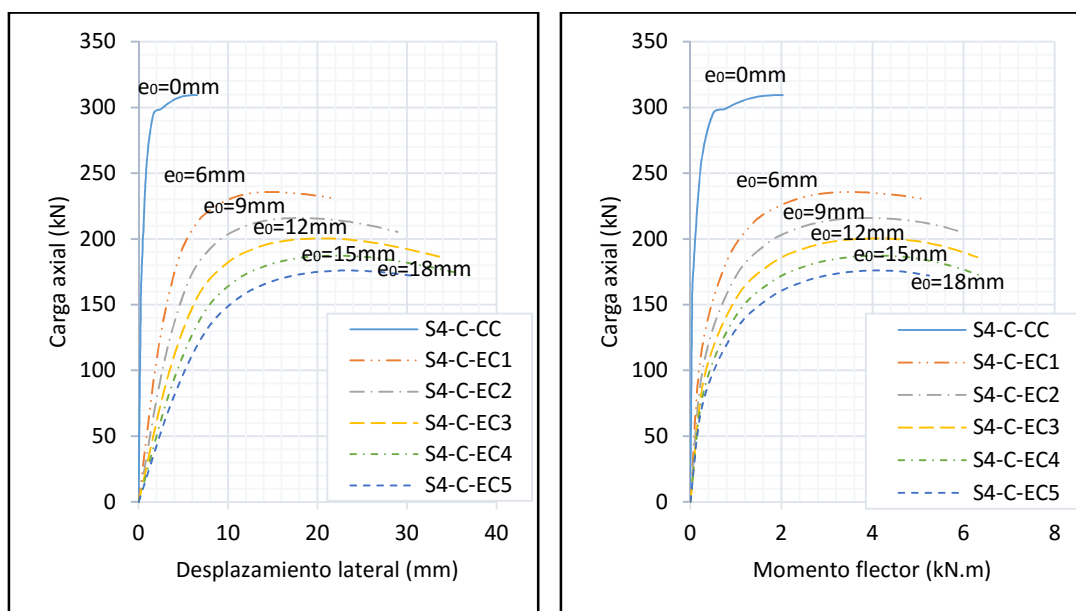 350
300
250
200
150
100
50
0
Carga axial (kN)
e0=0mm
e0=6mm
e0=9mm
e0=12mm
e0=15mm
e0=18mm
S4-C-CC
S4-C-EC1
S4-C-EC2
S4-C-EC3
S4-C-EC4
S4-C-EC5
0 10 20 30 40
Desplazamiento lateral (mm)
350
300
250
200
150
100
50
0
Carga axial (kN)
e0=0mm
e0=6mm
e0=9mm
e0=12mm
e0=15mm
e0=18mm
S4-C-CC
S4-C-EC1
S4-C-EC2
S4-C-EC3
S4-C-EC4
S4-C-EC5
0 2 4 6 8
Momento flector (kN.m)